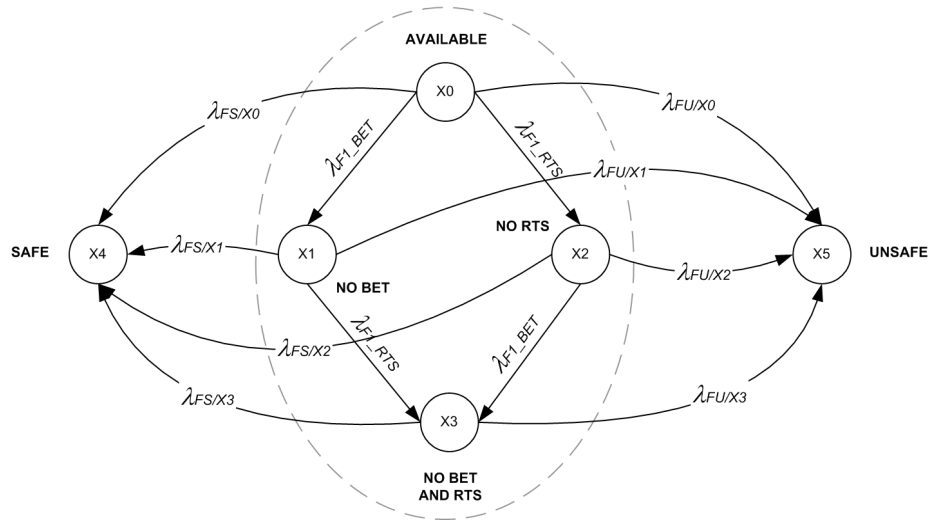 AVAILABLE
X0
λFS/X0
λF1_BET
λF1_RTS
λFU/X0
λFU/X1
NO RTS
SAFE
X4
λFS/X1
X1
X2
λFU/X2
X5
UNSAFE
NO BET
λFS/X2
λF1_RTS
λF1_BET
λFS/X3
X3
λFU/X3
NO BET
AND RTS